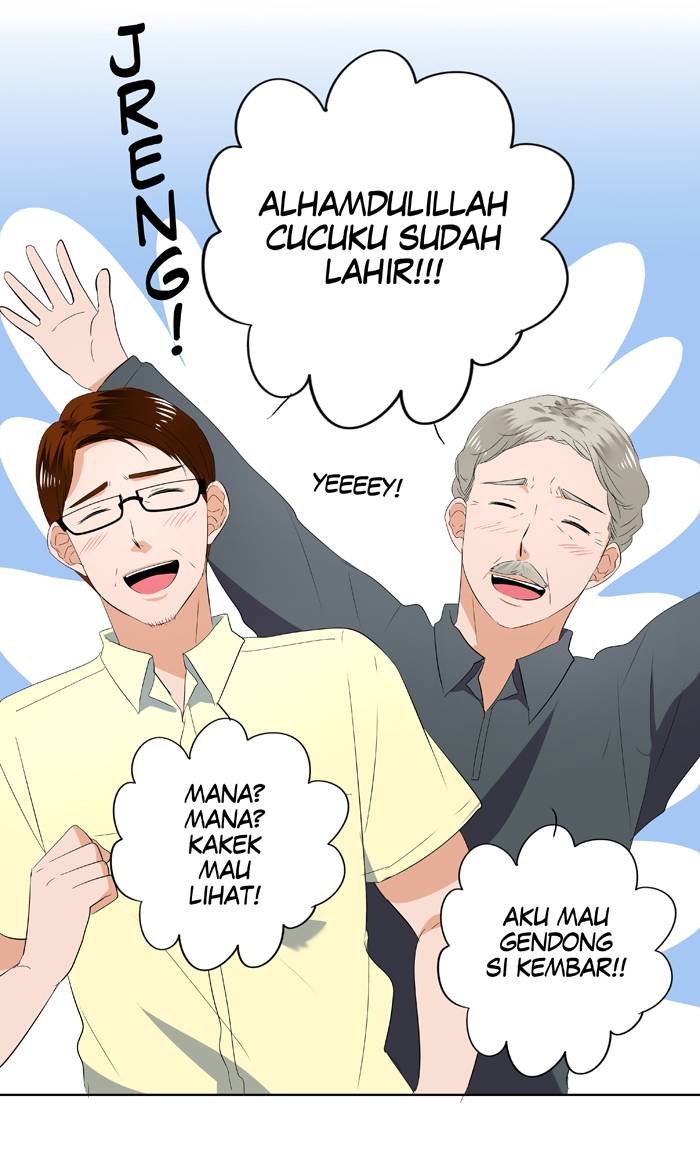 JRENG!
ALHAMDULILLAH
CUCUKU SUDAH
LAHIR!!!
YEEEEY!
MANA?
MANA?
KAKEK
MAU
LIHAT!
AKU MAU
GENDONG
SI KEMBAR!!